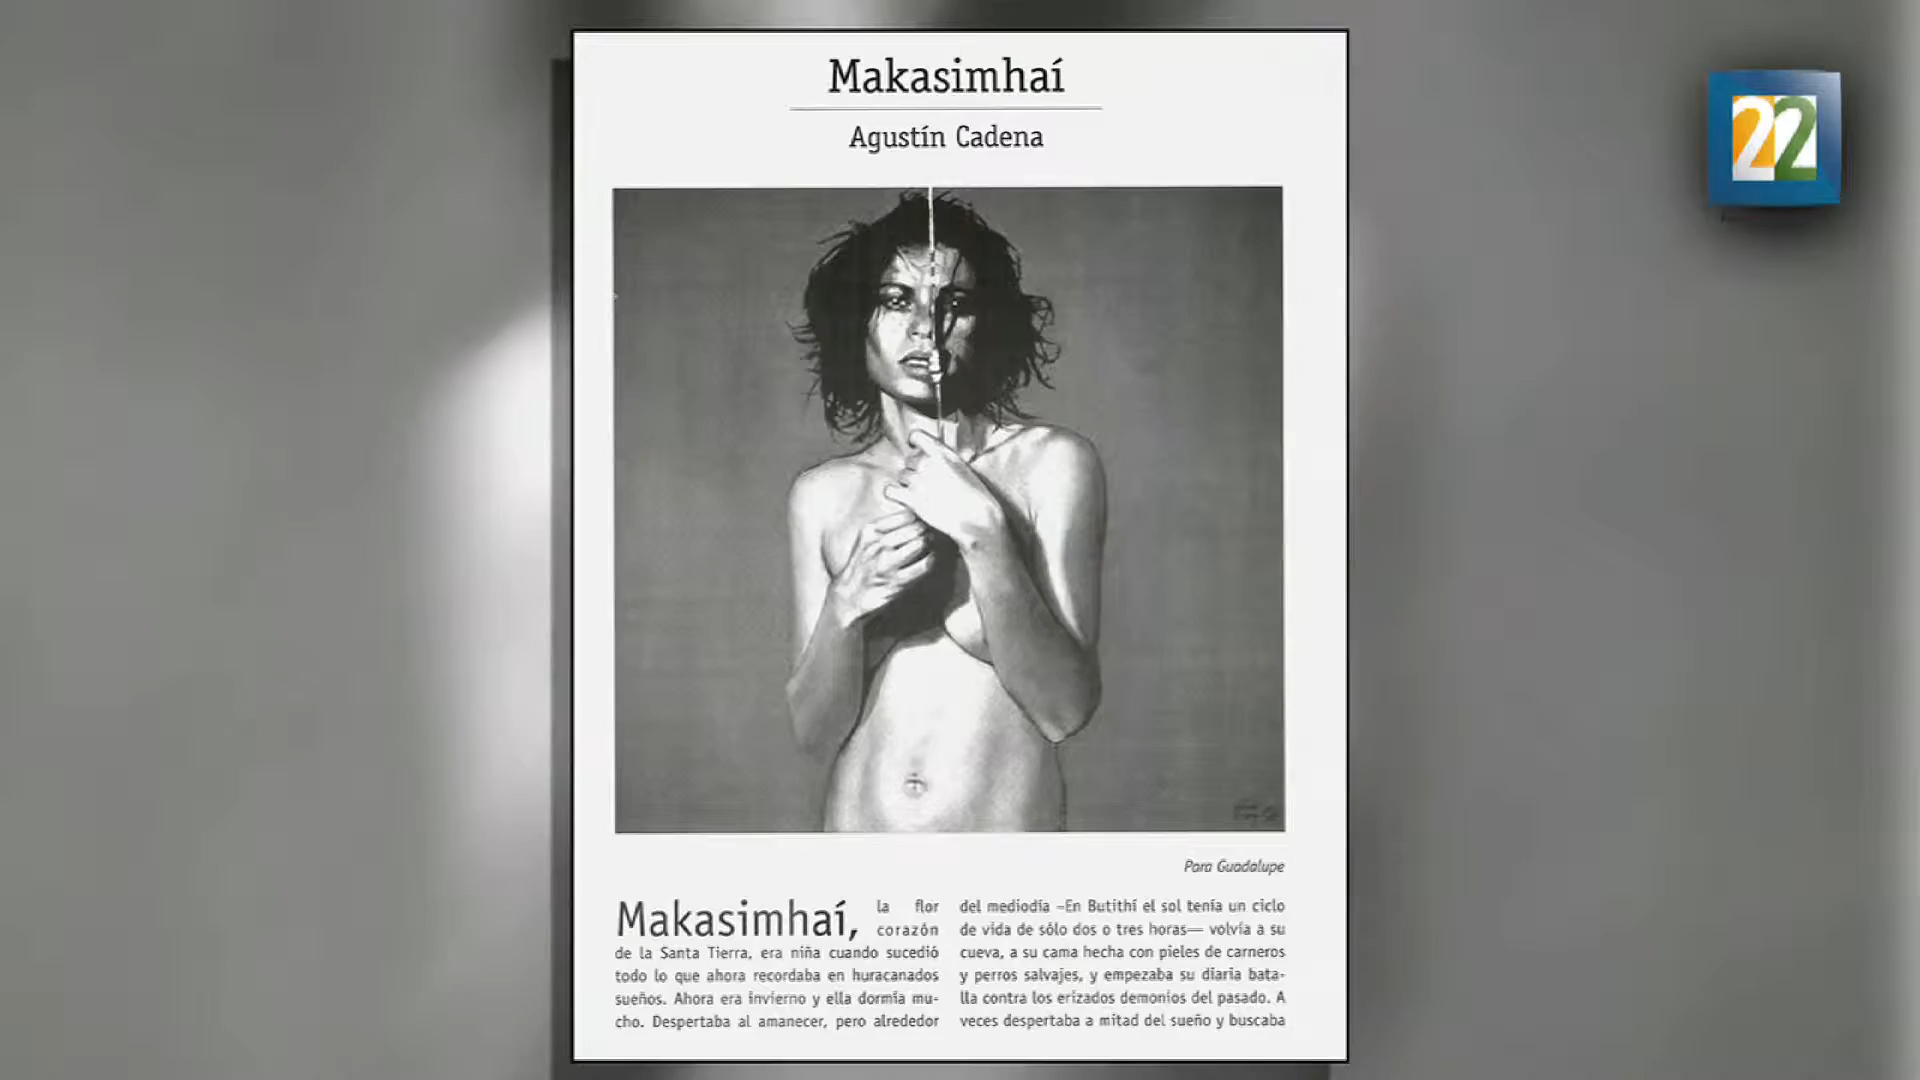 Makasimhaí
Agustín Cadena
22
Para Guadalupe
Makasimhaí, la flor
corazón
de la Santa Tierra, era niña cuando sucedió
todo lo que ahora recordaba en huracanados
sueños. Ahora era invierno y ella dormía mu-
cho. Despertaba al amanecer, pero alrededor
del mediodía –En Butithí el sol tenía un ciclo
de vida de sólo dos o tres horas— volvía a su
cueva, a su cama hecha con pieles de carneros
y perros salvajes, y empezaba su diaria bata-
lla contra los erizados demonios del pasado. A
veces despertaba a mitad del sueño y buscaba